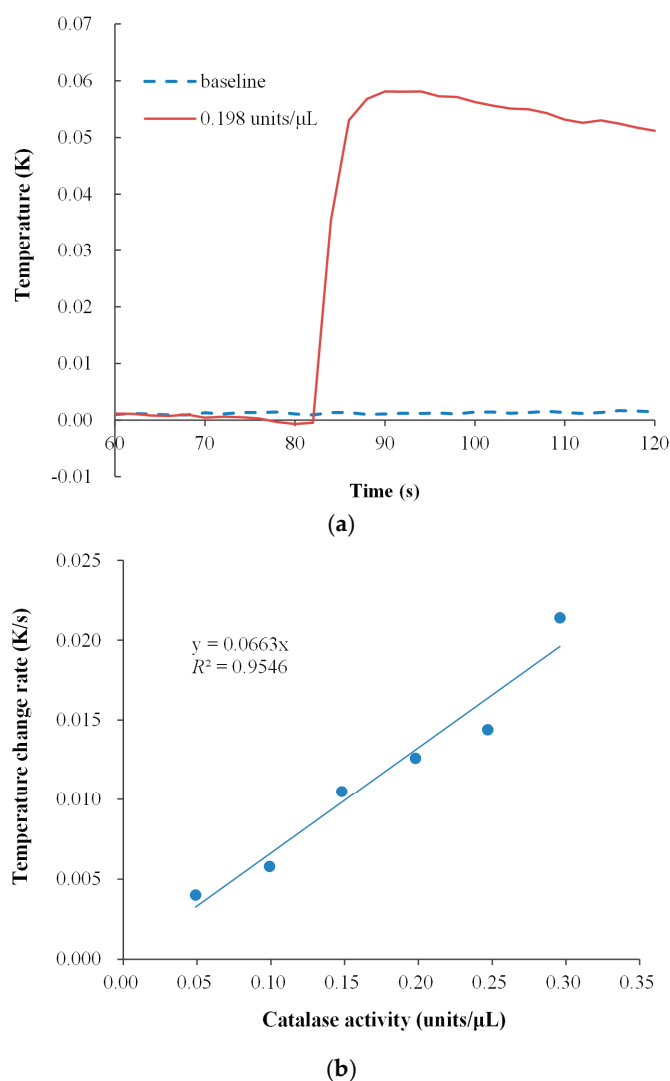 0.07
0.06
0.05
0.04
0.03
0.02
0.01
0.00
-0.01
Temperature (K)
baseline
0.198 units/µL
60 70 80 90 100 110 120
Time (s)
(a)
0.025
0.020
0.015
0.010
0.005
0.000
Temperature change rate (K/s)
y = 0.0663x
R² = 0.9546
0.00 0.05 0.10 0.15 0.20 0.25 0.30 0.35
Catalase activity (units/µL)
(b)